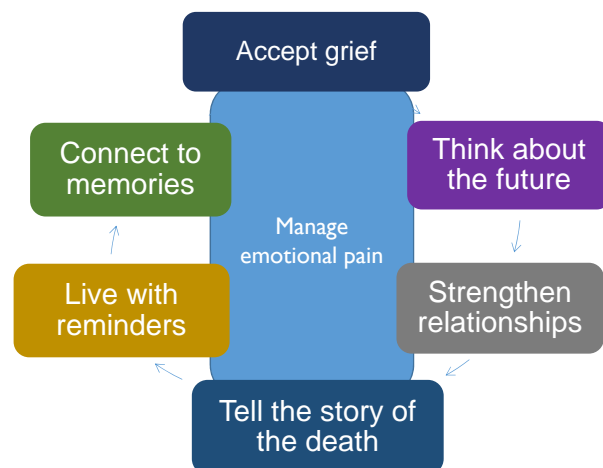 Accept grief
Think about
the future
Strengthen
relationships
Tell the story of
the death
Live with
reminders
Connect to
memories
Manage
emotional pain